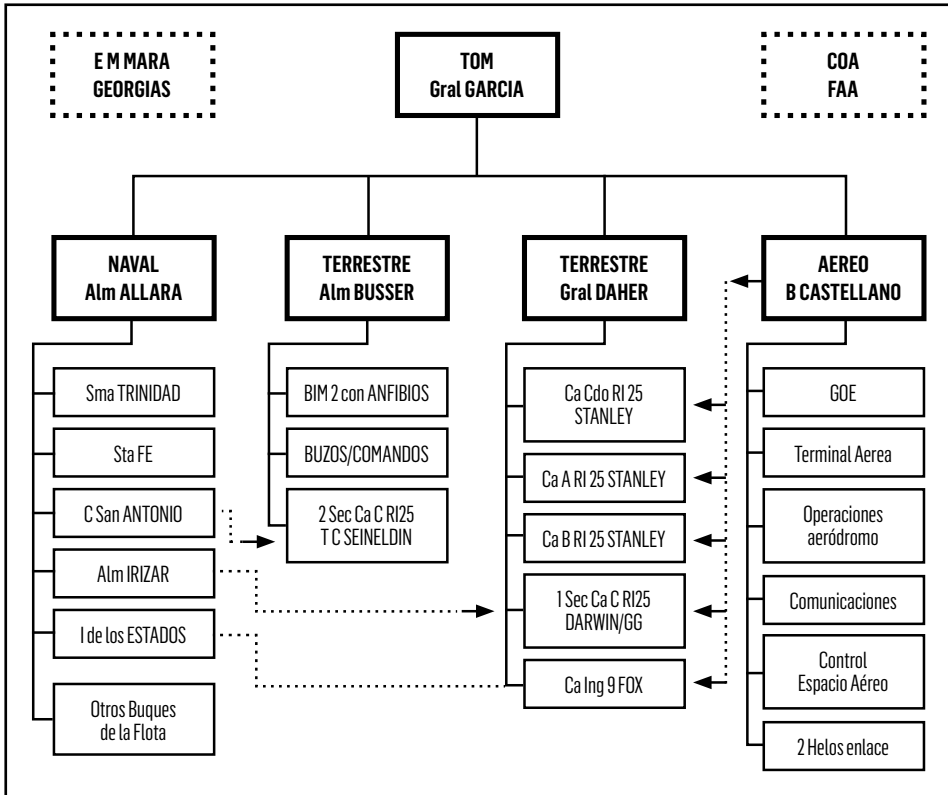 E M MARA
GEORGIAS
TOM
Gral GARCIA
COA
FAA
NAVAL
Alm ALLARA
TERRESTRE
Alm BUSSER
TERRESTRE
Gral DAHER
AEREO
B CASTELLANO
Sma TRINIDAD
Sta FE
C San ANTONIO
Alm IRIZAR
I de los ESTADOS
Otros Buques
de la Flota
BIM 2 con ANFIBIOS
BUZOS/COMANDOS
2 Sec Ca C RI25
T C SEINELDIN
Ca Cdo RI 25
STANLEY
Ca A RI 25 STANLEY
Ca B RI 25 STANLEY
1 Sec Ca C RI25
DARWIN/GG
Ca Ing 9 FOX
GOE
Terminal Aerea
Operaciones
aeródromo
Comunicaciones
Control
Espacio Aéreo
2 Helos enlace